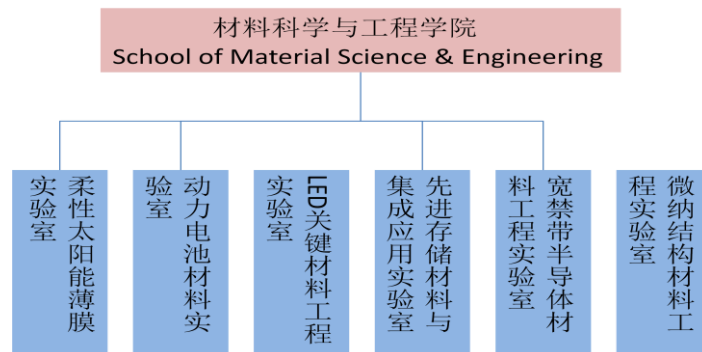 材料科学与工程学院
School of Material Science & Engineering
柔性太阳能薄膜
实验室
动力电池材料实
验室
LED关键材料工程
实验室
先进存储材料与
集成应用实验室
宽禁带半导体材
料工程实验室
微纳结构材料工
程实验室